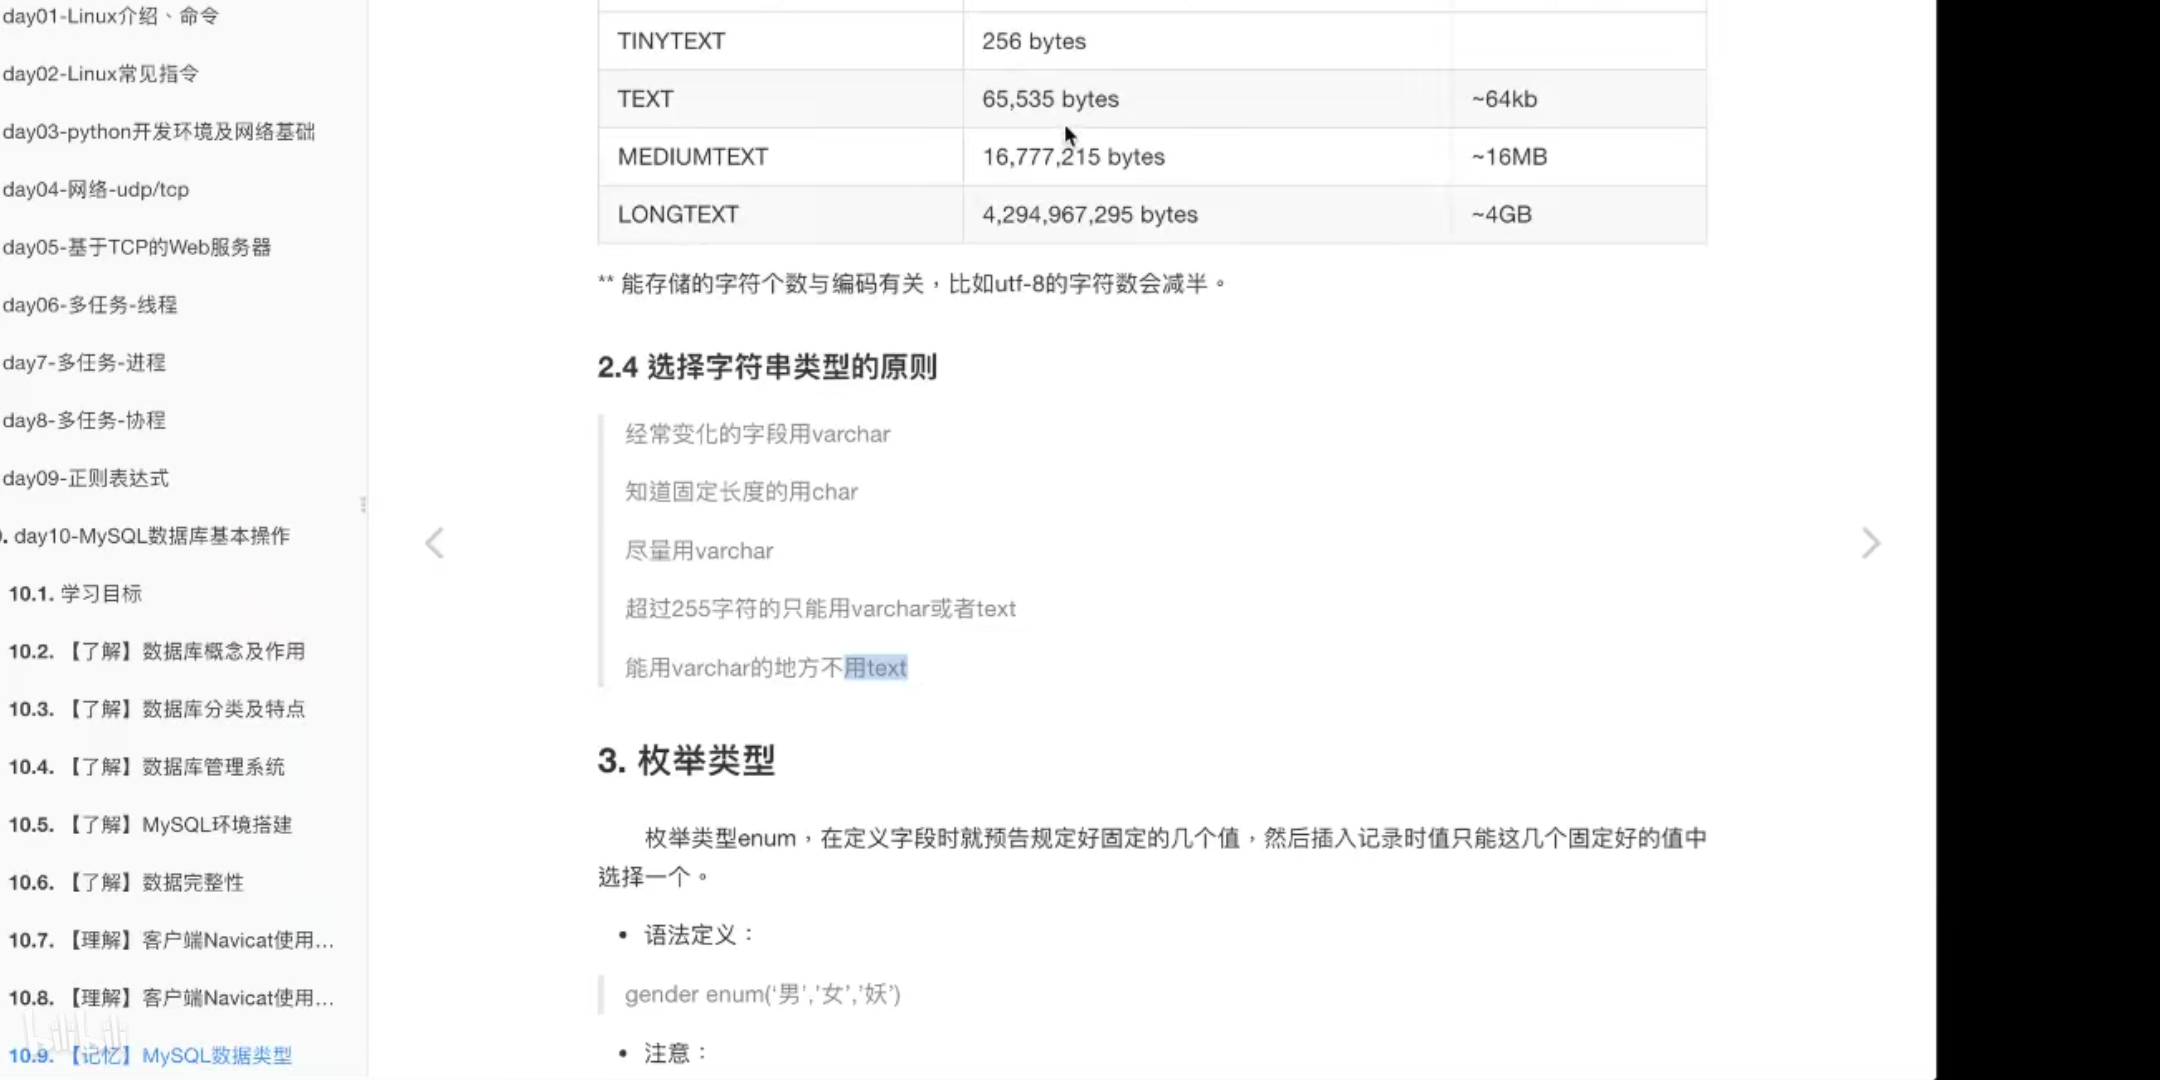 day01-Linux介绍、命令
day02-Linux常见指令
day03-python开发环境及网络基础
day04-网络-udp/tcp
day05-基于TCP的Web服务器
day06-多任务-线程
day7-多任务-进程
day8-多任务-协程
day09-正则表达式
. day10-MySQL数据库基本操作
10.1. 学习目标
10.2. 【了解】数据库概念及作用
10.3. 【了解】数据库分类及特点
10.4. 【了解】数据库管理系统
10.5. 【了解】MySQL环境搭建
10.6. 【了解】数据完整性
10.7. 【理解】客户端Navicat使用...
10.8. 【理解】客户端Navicat使用...
10.9. 【记忆】MySQL数据类型
bilibili
TINYTEXT 256 bytes
TEXT 65,535 bytes ~64kb
MEDIUMTEXT 16,777,215 bytes ~16MB
LONGTEXT 4,294,967,295 bytes ~4GB
** 能存储的字符个数与编码有关，比如utf-8的字符数会减半。
2.4 选择字符串类型的原则
经常变化的字段用varchar
知道固定长度的用char
尽量用varchar
超过255字符的只能用varchar或者text
能用varchar的地方不用text
3. 枚举类型
枚举类型enum，在定义字段时就预告规定好固定的几个值，然后插入记录时值只能这几个固定好的值中
选择一个。
• 语法定义：
gender enum(‘男’,’女’,’妖’)
• 注意：